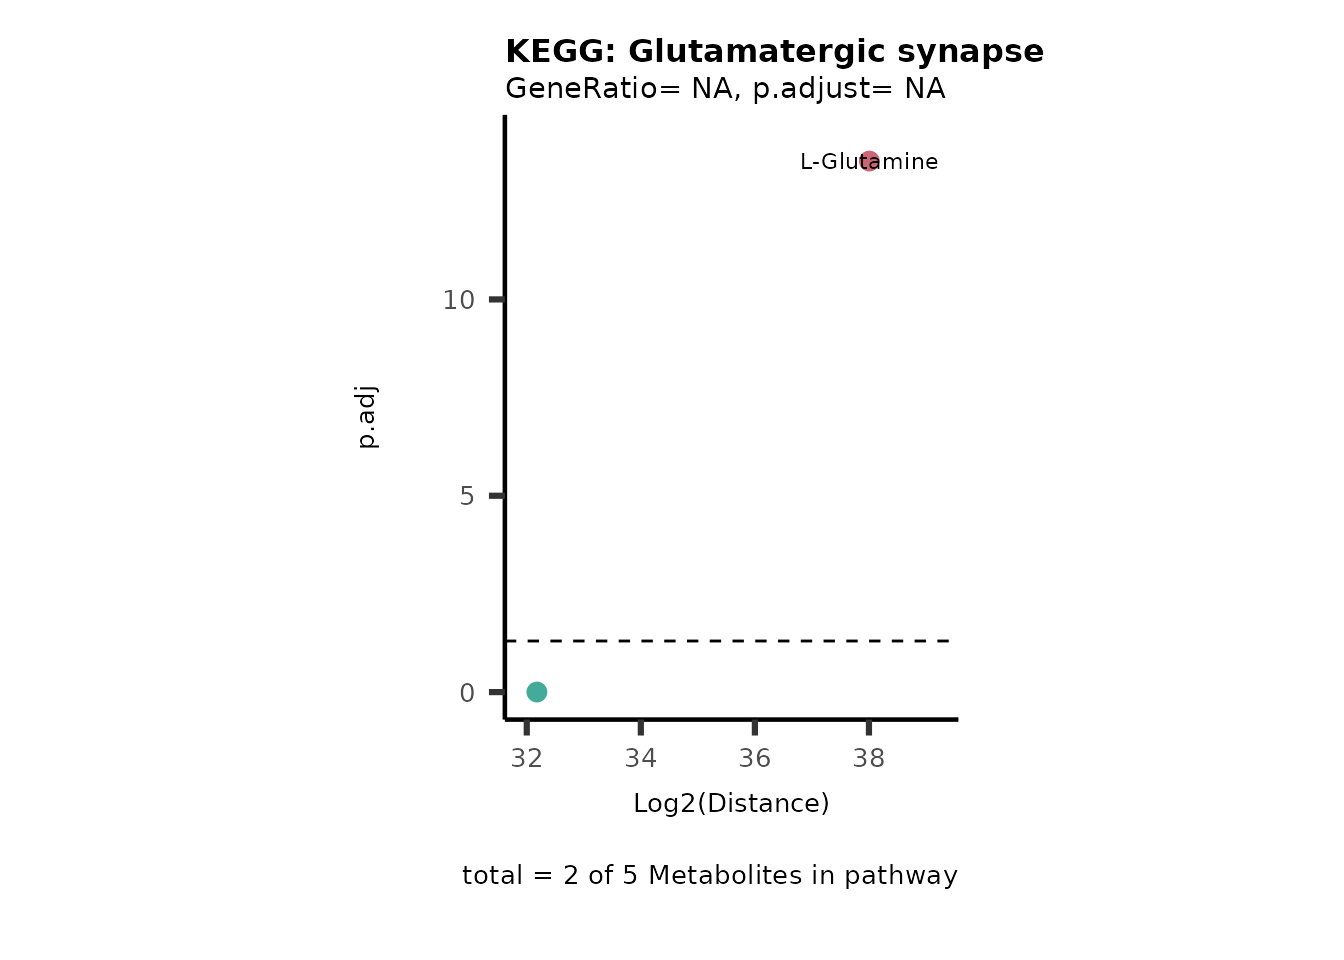 KEGG: Glutamatergic synapse
GeneRatio= NA, p.adjust= NA
L-Glutamine
10
5
0
p.adj
32 34 36 38
Log2(Distance)
total = 2 of 5 Metabolites in pathway